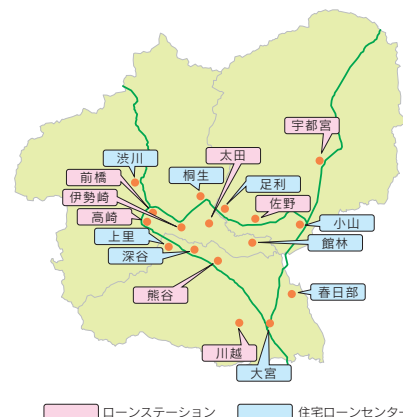 宇都宮
太田
渋川
桐生
足利
前橋
伊勢崎
佐野
高崎
小山
上里
館林
深谷
熊谷
春日部
川越
大宮
ローンステーション
住宅ローンセンター